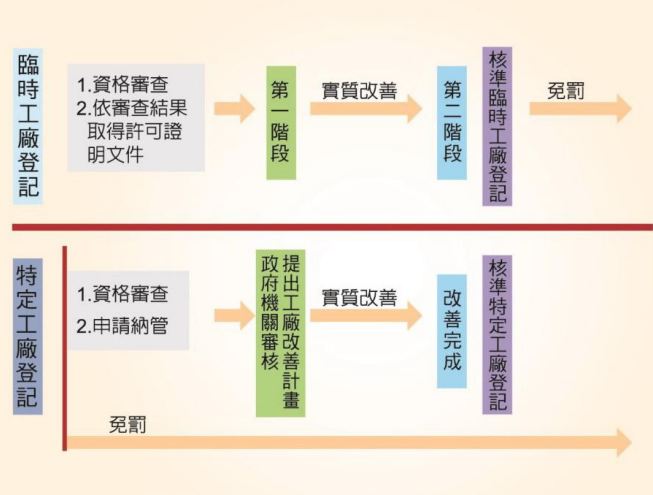 臨時工廠登記
1.資格審查
2.依審查結果
取得許可證
明文件
第一階段
實質改善
第二階段
核準臨時工廠登記
免罰
特定工廠登記
1.資格審查
2.申請納管
提出工廠改善計畫
政府機關審核
實質改善
改善完成
核準特定工廠登記
免罰